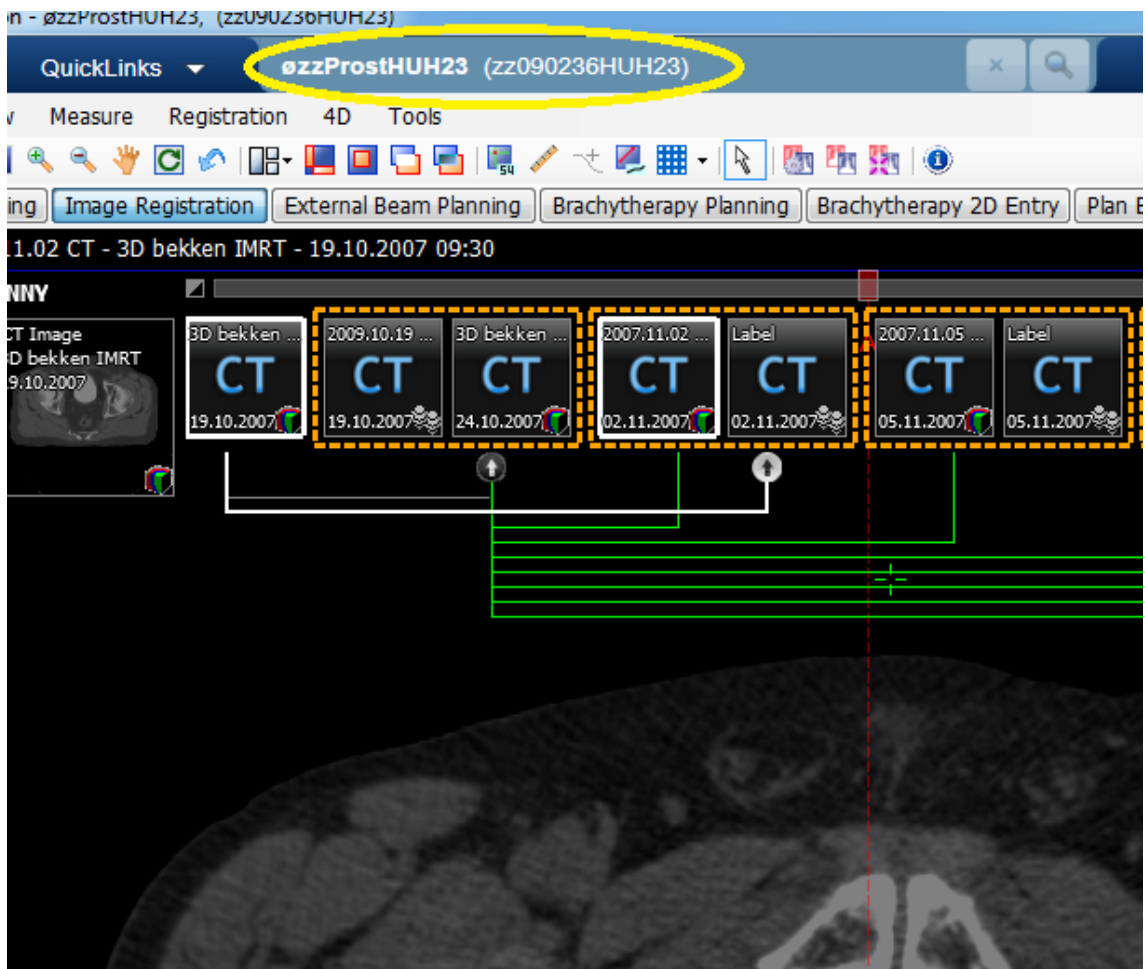 on - øzzProstHUH23, (zz090236HUH23)
QuickLinks øzzProstHUH23 (zz090236HUH23)
Measure Registration 4D Tools
54
Image Registration External Beam Planning Brachytherapy Planning Brachytherapy 2D Entry Plan E
11.02 CT - 3D bekken IMRT - 19.10.2007 09:30
NNY
CT Image
3D bekken IMRT
19.10.2007
3D bekken ...
CT
19.10.2007
2009.10.19 ...
CT
19.10.2007
3D bekken ...
CT
24.10.2007
2007.11.02 ...
CT
02.11.2007
Label
CT
02.11.2007
A
2007.11.05 ...
CT
05.11.2007
Label
CT
05.11.2007